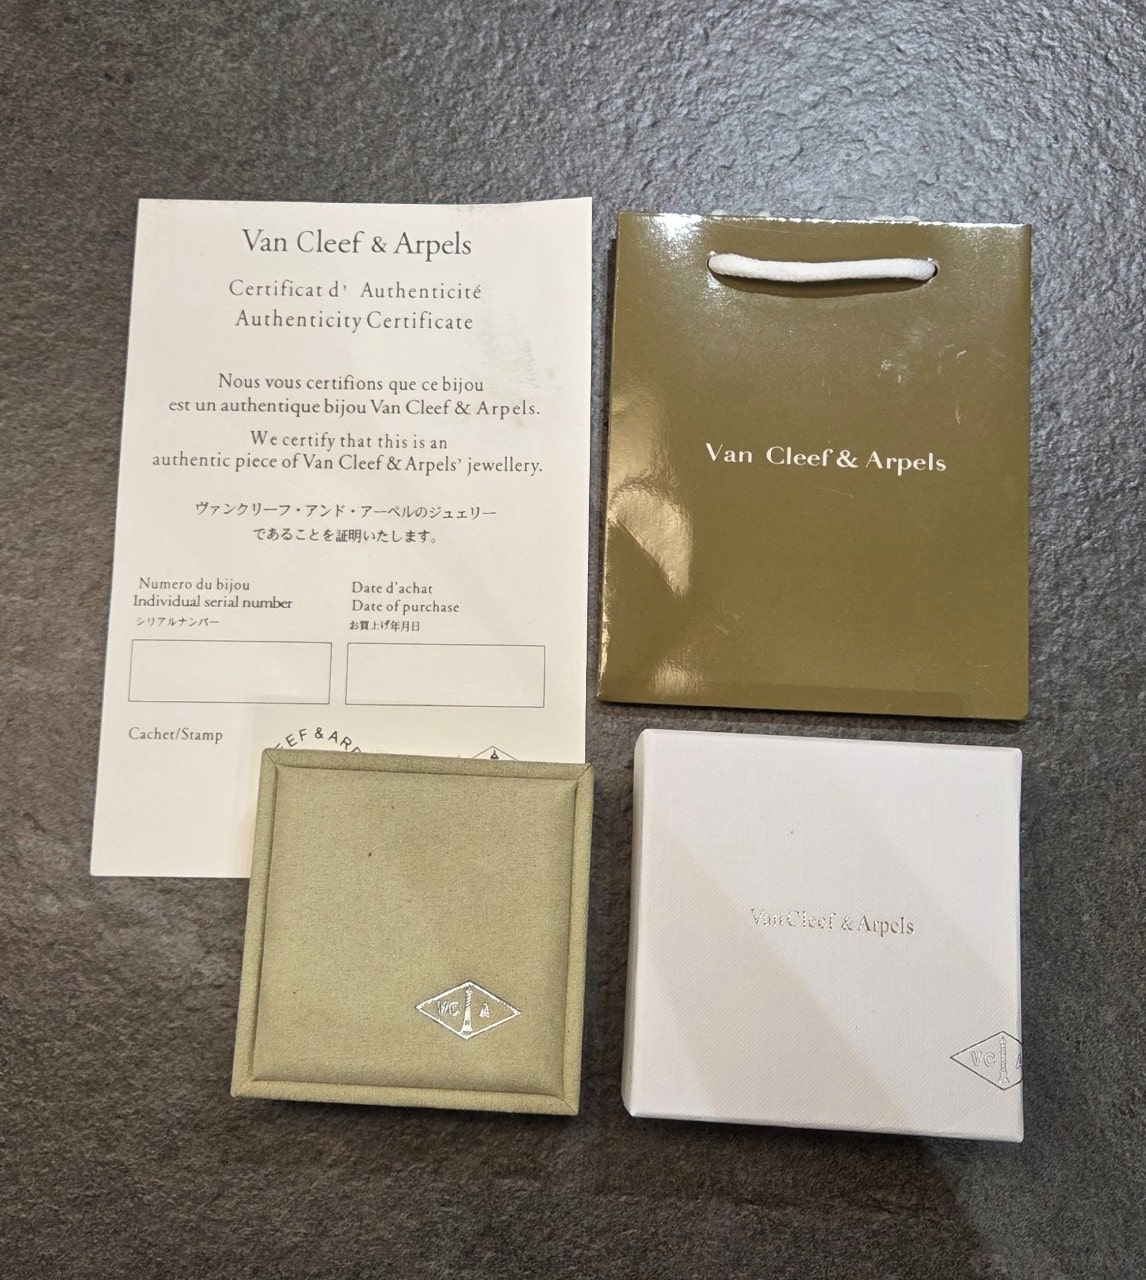 Van Cleef & Arpels
Certificat d' Authenticité
Authenticity Certificate
Nous vous certifions que ce bijou
est un authentique bijou Van Cleef & Arpels.
We certify that this is an
authentic piece of Van Cleef & Arpels' jewellery.
ヴァンクリーフ・アンド・アーペルのジュエリー
であることを証明いたします。
Numero du bijou
Individual serial number
シリアルナンバー
Date d'achat
Date of purchase
お買上げ年月日
Cachet/Stamp
EF & ARP
Van Cleef & Arpels
VC A
Van Cleef & Arpels
VC A